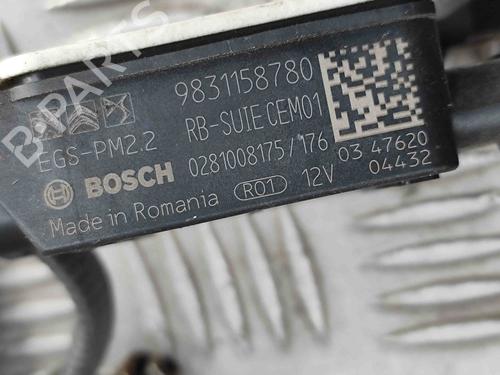 B-PARTS
9831158780
RB-SUIE CEM01
EGS-PM2.2
BOSCH 0281008175/176
03 47620
04432
Made in Romania R01 12V